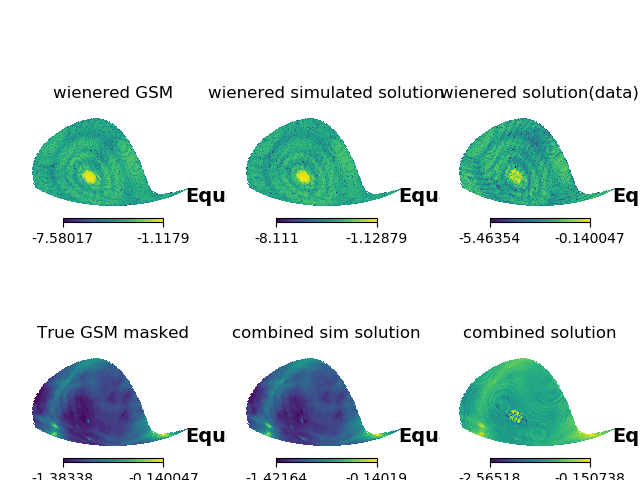 wienered GSM
wienered simulated solution
wienered solution(data)
Equ
Equ
Eq
-7.58017 -1.1179
-8.111 -1.12879
-5.46354 -0.140047
True GSM masked
combined sim solution
combined solution
Equ
Equ
Eq
-1.38338 -0.140047
-1.42164 -0.14019
-2.56518 -0.150738